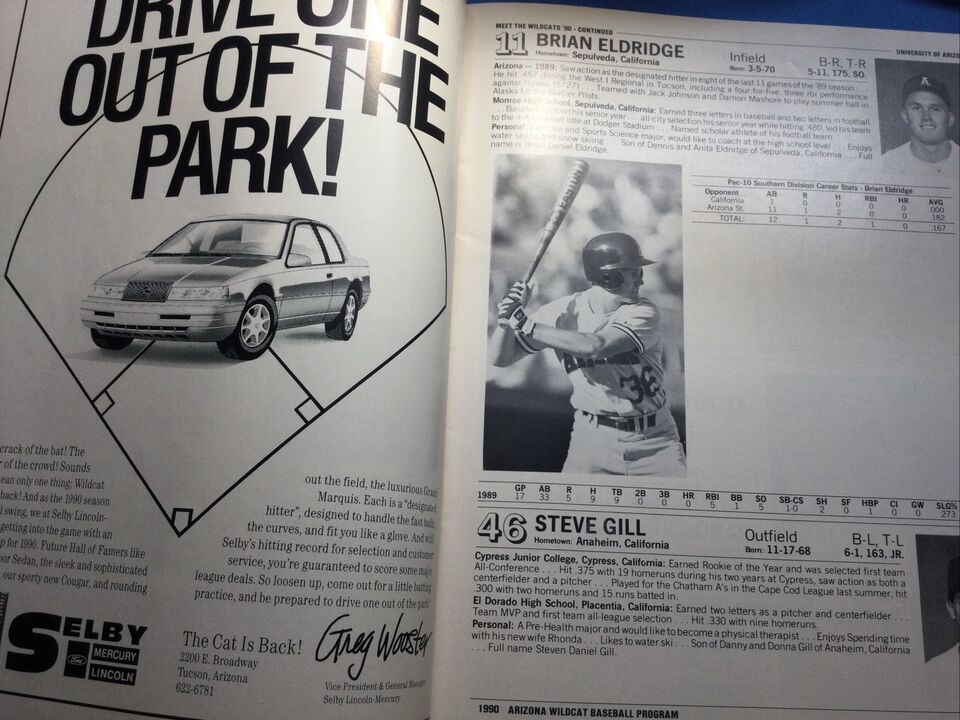 DRIVE ONE
OUT OF THE
PARK!
crack of the bat! The
r of the crowd! Sounds
ean only one thing; Wildcat
back! And as the 1990 season
l swing, we at Selby Lincoln-
getting into the game with an
p for 1990. Future Hall of Famers like
oor Sedan, the sleek and sophisticated
our sporty new Cougar, and rounding
out the field, the luxurious Grand
Marquis. Each is a "designated
hitter", designed to handle the fast balls,
the curves, and fit you like a glove. And with
Selby's hitting record for selection and customer
service, you're guaranteed to score some major
league deals. So loosen up, come out for a little batting
practice, and be prepared to drive one out of the park!
SELBY
Ford
MERCURY
LINCOLN
The Cat Is Back!
2200 E. Broadway
Tucson, Arizona
622-6781
Greg Wooster
Vice President & General Manager
Selby Lincoln-Mercury
MEET THE WILDCATS '90 - CONTINUED
UNIVERSITY OF ARIZO
11 BRIAN ELDRIDGE
Hometown: Sepulveda, California
Infield
Born: 3-5-70
B-R, T-R
5-11, 175, SO.
Arizona — 1989: Saw action as the designated hitter in eight of the last 11 games of the '89 season . . .
He hit .467 during the West I Regional in Tucson, including a four-for-five, three rbi performance
against Hawaii (5/27) . . . Teamed with Jack Johnson and Damon Mashore to play summer ball in
Alaska for the Glacier Pilots.
Monroe High School, Sepulveda, California: Earned three letters in baseball and two letters in football
. . . Baseball captain his senior year . . . all-city selection his senior year while hitting .480, led his team
to the 4-A baseball title at Dodger Stadium . . . Named scholar athlete of his football team.
Personal: Exercise and Sports Science major, would like to coach at the high school level . . . Enjoys
water skiing and snow skiing . . . Son of Dennis and Anita Eldridge of Sepulveda, California . . . Full
name is Brian Daniel Eldridge.
A
Pac-10 Southern Division Career Stats - Brian Eldridge
Opponent AB R H RBI HR AVG
California 1 0 0 0 0 .000
Arizona St. 11 1 2 0 0 .182
TOTAL: 12 1 2 1 0 .167
36
GP AB R H TB 2B 3B HR RBI BB SO SB-CS SH SF HBP CI GW SLG%
1989 17 33 5 9 9 0 0 0 5 1 5 1-0 2 0 1 0 0 .273
46 STEVE GILL
Hometown: Anaheim, California
Outfield
Born: 11-17-68
B-L, T-L
6-1, 163, JR.
Cypress Junior College, Cypress, California: Earned Rookie of the Year and was selected first team
All-Conference . . . Hit .375 with 19 homeruns during his two years at Cypress, saw action as both a
centerfielder and a pitcher . . . Played for the Chatham A's in the Cape Cod League last summer, hit
.300 with two homeruns and 15 runs batted in.
El Dorado High School, Placentia, California: Earned two letters as a pitcher and centerfielder . . .
Team MVP and first team all-league selection . . . Hit .330 with nine homeruns.
Personal: A Pre-Health major and would like to become a physical therapist . . . Enjoys Spending time
with his new wife Rhonda . . . Likes to water ski . . . Son of Danny and Donna Gill of Anaheim, California
. . . Full name Steven Daniel Gill.
1990 ARIZONA WILDCAT BASEBALL PROGRAM